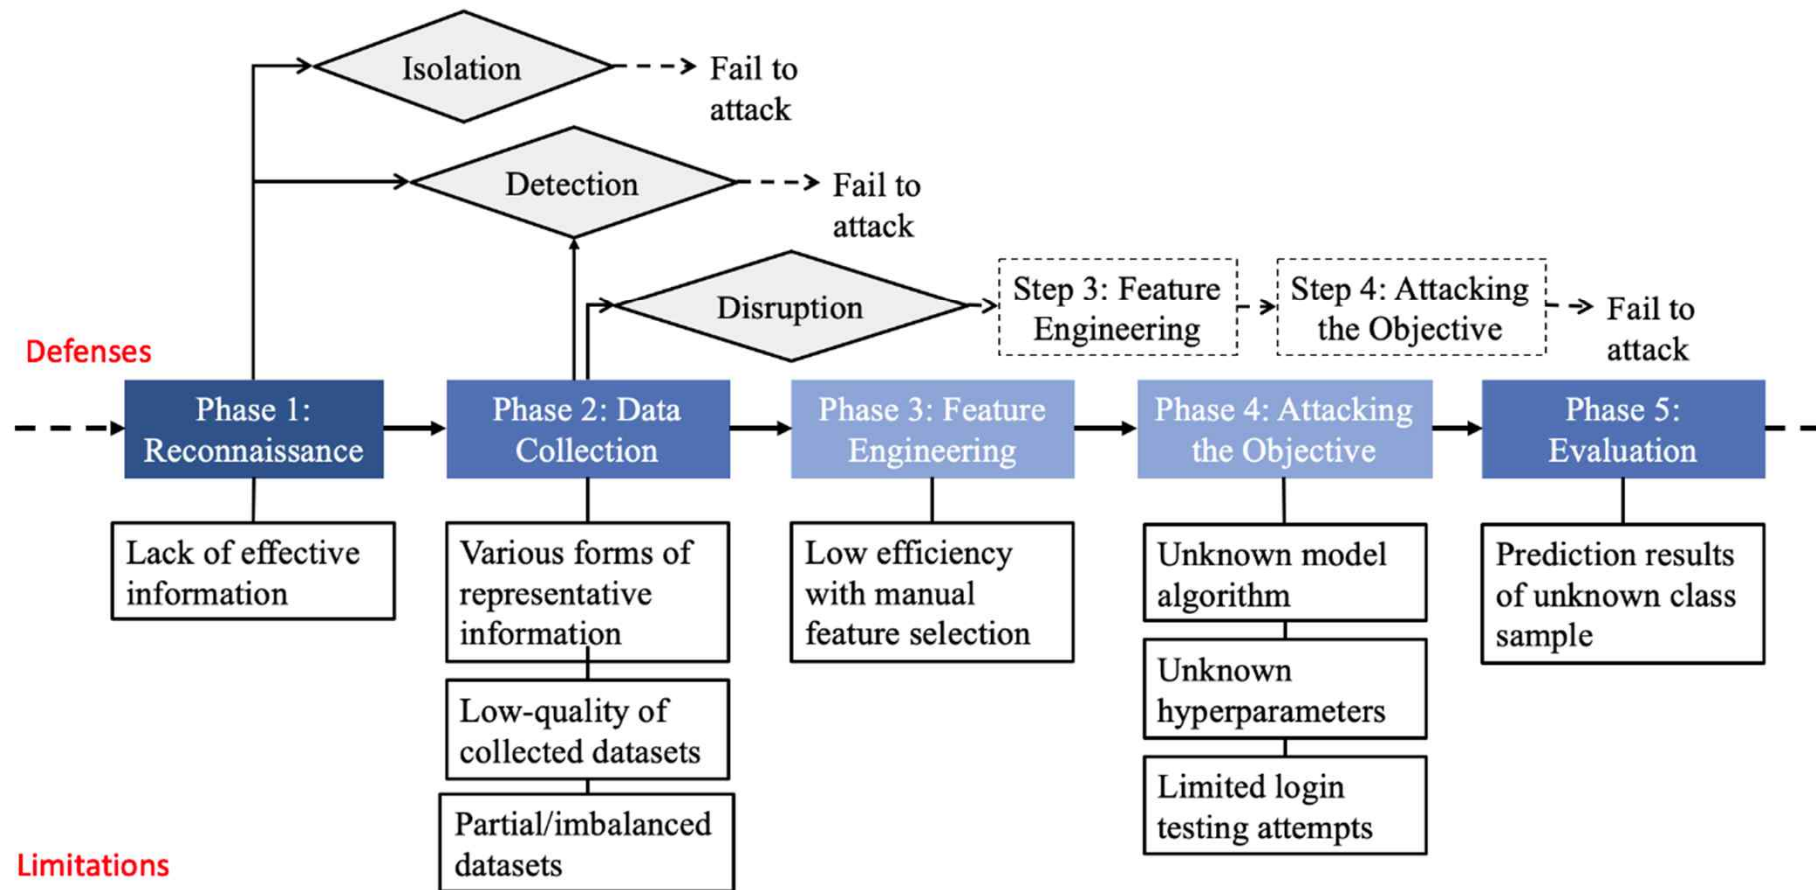 Isolation
Fail to
attack
Detection
Fail to
attack
Disruption
Step 3: Feature
Engineering
Step 4: Attacking
the Objective
Fail to
attack
Defenses
Phase 1:
Reconnaissance
Phase 2: Data
Collection
Phase 3: Feature
Engineering
Phase 4: Attacking
the Objective
Phase 5:
Evaluation
Lack of effective
information
Various forms of
representative
information
Low-quality of
collected datasets
Partial/imbalanced
datasets
Low efficiency
with manual
feature selection
Unknown model
algorithm
Unknown
hyperparameters
Limited login
testing attempts
Prediction results
of unknown class
sample
Limitations